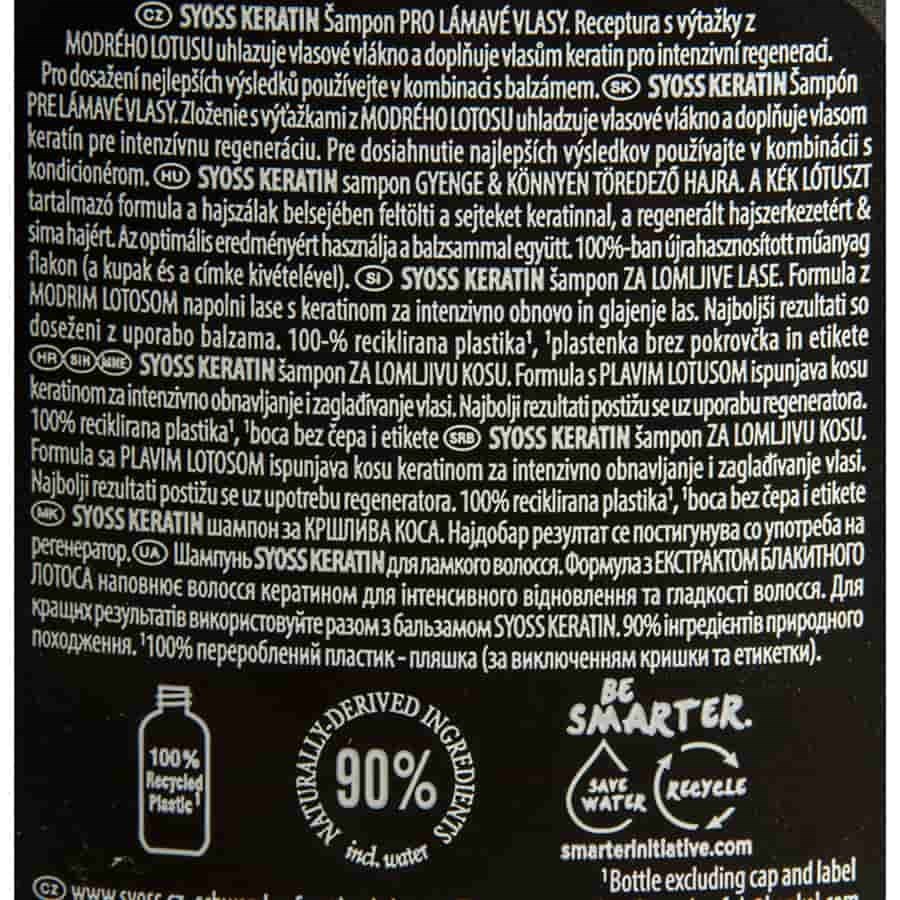 CZ SYOSS KERATIN Šampon PRO LÁMAVÉ VLASY. Receptura s výtažky z
MODRÉHO LOTUSU uhlazuje vlasové vlákno a doplňuje vlasům keratin pro intenzivní regeneraci.
Pro dosažení nejlepších výsledků používejte v kombinaci s balzámem. SK SYOSS KERATIN Šampón
PRE LÁMAVÉ VLASY. Zloženie s výťažkami z MODRÉHO LOTOSU uhladzuje vlasové vlákno a doplňuje vlasom
keratín pre intenzívnu regeneráciu. Pre dosiahnutie najlepších výsledkov používajte v kombinácii s
kondicionérom. HU SYOSS KERATIN sampon GYENGE & KÖNNYEN TÖREDEZŐ HAJRA. A KÉK LÓTUSZT
tartalmazó formula a hajszálak belsejében feltölti a sejteket keratinnal, a regenerált hajszerkezetért &
sima hajért. Az optimális eredményért használja a balzsammal együtt. 100%-ban újrahasznosított műanyag
flakon (a kupak és a címke kivételével). SI SYOSS KERATIN šampon ZA LOMLJIVE LASE. Formula z
MODRIM LOTOSOM napolni lase s keratinom za intenzivno obnovo in glajenje las. Najboljši rezultati so
doseženi z uporabo balzama. 100-% reciklirana plastika¹, ¹plastenka brez pokrovčka in etikete
HR BIH MNE SYOSS KERATIN šampon ZA LOMLJIVU KOSU. Formula s PLAVIM LOTUSOM ispunjava kosu
keratinom za intenzivno obnavljanje i zaglađivanje vlasi. Najbolji rezultati postižu se uz uporabu regeneratora.
100% reciklirana plastika¹, ¹boca bez čepa i etikete SRB SYOSS KERATIN šampon ZA LOMLJIVU KOSU.
Formula sa PLAVIM LOTOSOM ispunjava kosu keratinom za intenzivno obnavljanje i zaglađivanje vlasi.
Najbolji rezultati postižu se uz upotrebu regeneratora. 100% reciklirana plastika¹, ¹boca bez čepa i etikete
MK SYOSS KERATIN шампон за КРШЛИВА КОСА. Најдобар резултат се постигнува со употреба на
регенератор. UA Шампунь SYOSS KERATIN для ламкого волосся. Формула з ЕКСТРАКТОМ БЛАКИТНОГО
ЛОТОСА наповнює волосся кератином для інтенсивного відновлення та гладкості волосся. Для
кращих результатів використовуйте разом з бальзамом SYOSS KERATIN. 90% інгредієнтів природного
походження. ¹100% перероблений пластик – пляшка (за виключенням кришки та етикетки).
100%
Recycled
Plastic¹
NATURALLY-DERIVED INGREDIENTS
90%
incl. water
BE
SMARTER.
SAVE
WATER
RECYCLE
smarterinitiative.com
¹Bottle excluding cap and label
CZ www.syoss.cz